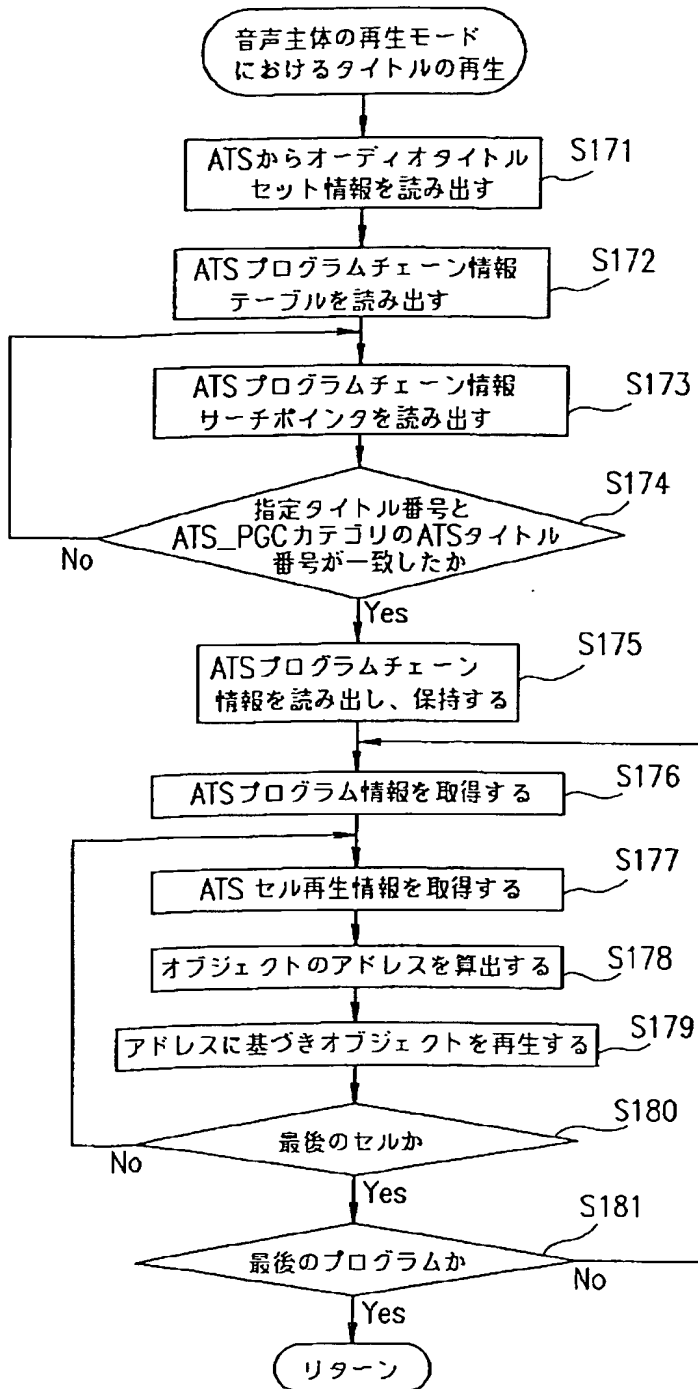 音声主体の再生モード
におけるタイトルの再生
ATSからオーディオタイトル
セット情報を読み出す
S171
ATSプログラムチェーン情報
テーブルを読み出す
S172
ATSプログラムチェーン情報
サーチポインタを読み出す
S173
指定タイトル番号と
ATS_PGCカテゴリのATSタイトル
番号が一致したか
S174
No
Yes
ATSプログラムチェーン
情報を読み出し、保持する
S175
ATSプログラム情報を取得する
S176
ATS セル再生情報を取得する
S177
オブジェクトのアドレスを算出する
S178
アドレスに基づきオブジェクトを再生する
S179
最後のセルか
S180
No
Yes
最後のプログラムか
S181
No
Yes
リターン